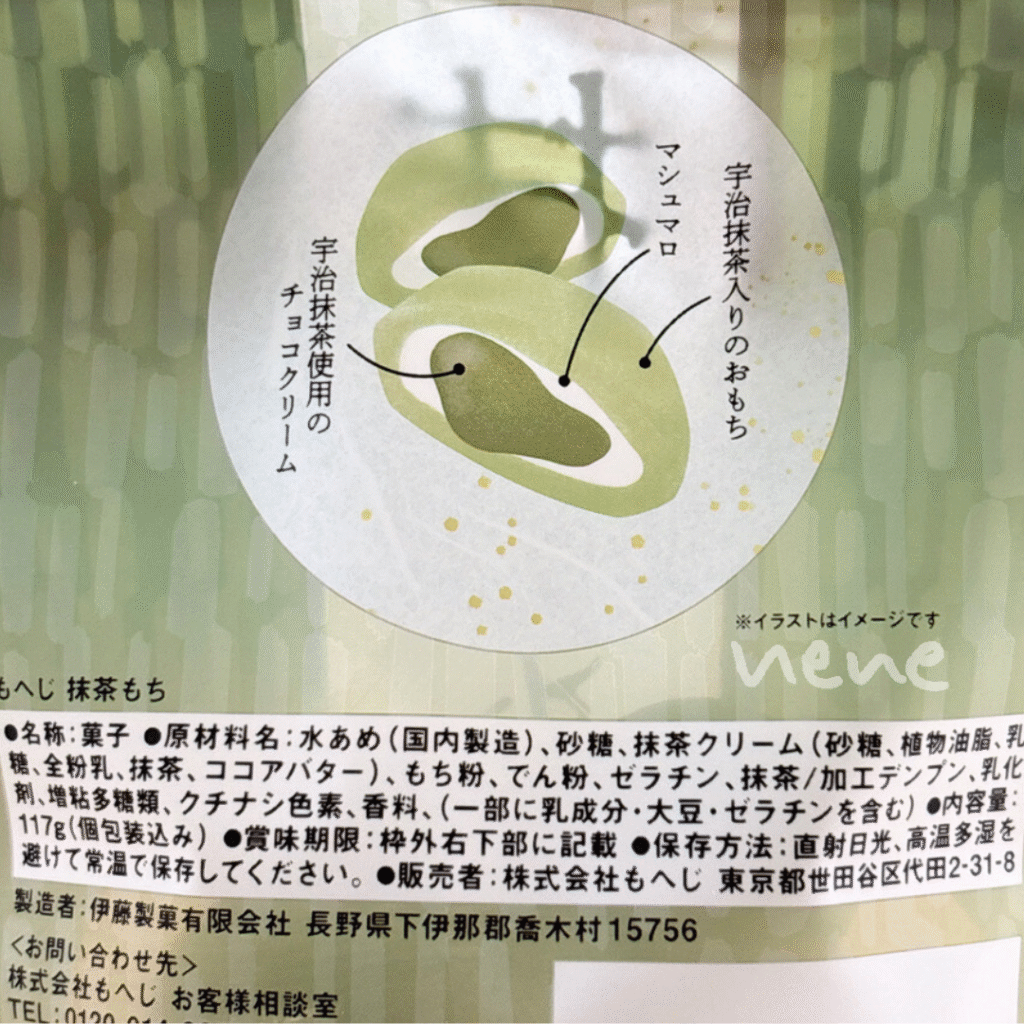 宇治抹茶入りのおもち
マシュマロ
宇治抹茶使用の
チョコクリーム
※イラストはイメージです
nene
もへじ 抹茶もち
●名称:菓子 ●原材料名:水あめ(国内製造)、砂糖、抹茶クリーム(砂糖、植物油脂、乳
糖、全粉乳、抹茶、ココアバター)、もち粉、でん粉、ゼラチン、抹茶/加工デンプン、乳化
剤、増粘多糖類、クチナシ色素、香料、(一部に乳成分・大豆・ゼラチンを含む) ●内容量:
117g(個包装込み) ●賞味期限:枠外右下部に記載 ●保存方法:直射日光、高温多湿を
避けて常温で保存してください。 ●販売者:株式会社もへじ 東京都世田谷区代田2-31-8
製造者:伊藤製菓有限会社 長野県下伊那郡喬木村15756
<お問い合わせ先>
株式会社もへじ お客様相談室
TEL:0120